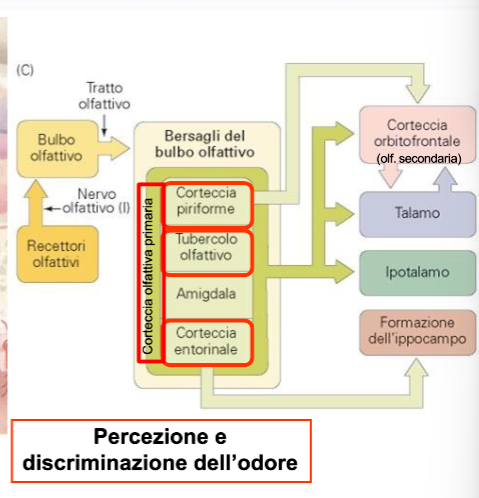 (C)
Tratto
olfattivo
Bulbo
olfattivo
Nervo
olfattivo (I)
Recettori
olfattivi
Bersagli del
bulbo olfattivo
Corteccia olfattiva primaria
Corteccia
piriforme
Tubercolo
olfattivo
Amigdala
Corteccia
entorinale
Corteccia
orbitofrontale
(olf. secondaria)
Talamo
Ipotalamo
Formazione
dell'ippocampo
Percezione e
discriminazione dell'odore